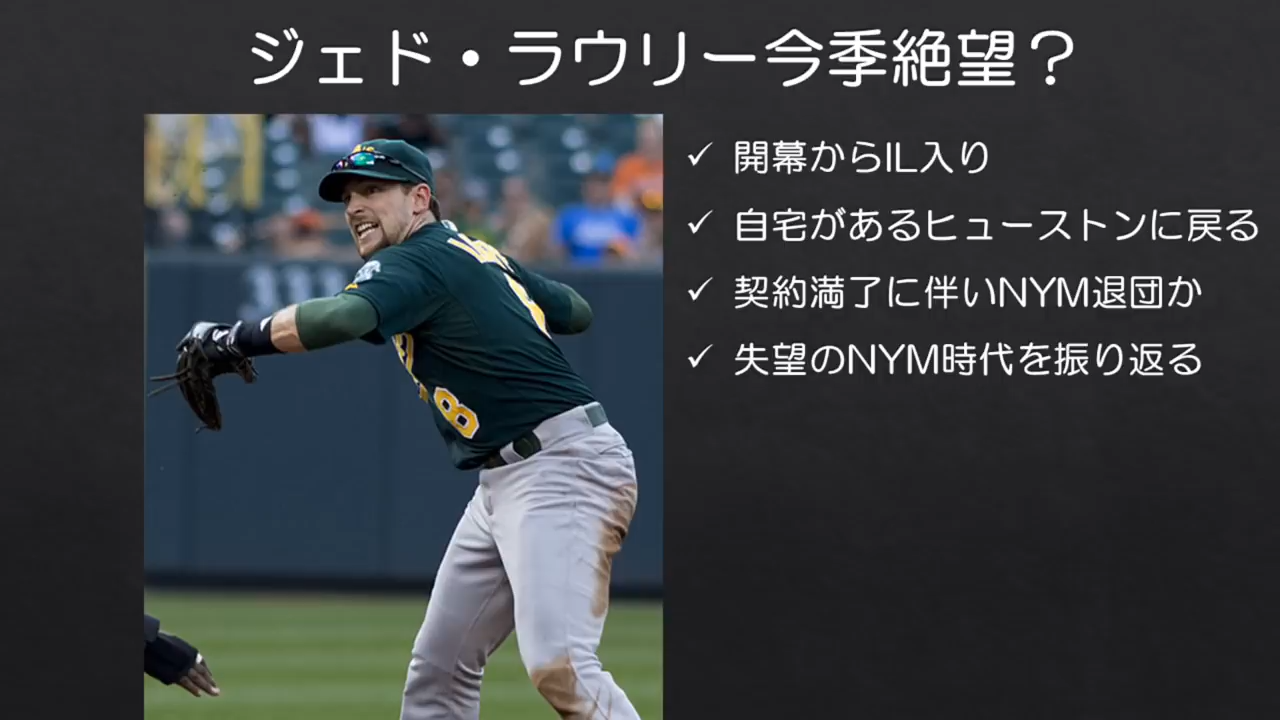 ジェド・ラウリー今季絶望？
✓ 開幕からIL入り
✓ 自宅があるヒューストンに戻る
✓ 契約満了に伴いNYM退団か
✓ 失望のNYM時代を振り返る
8